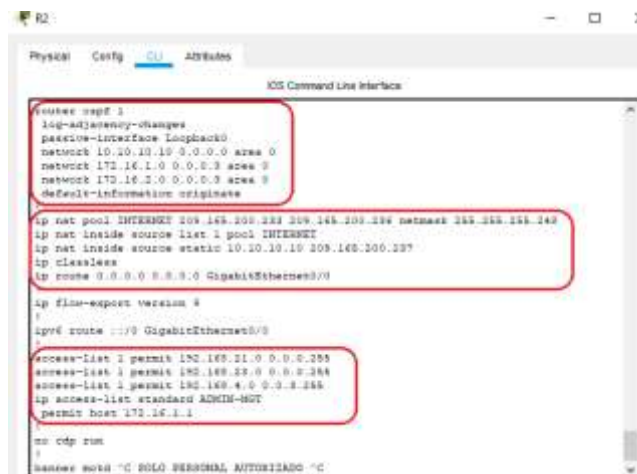 R2
Physical Config CLI Attributes
IOS Command Line Interface
router ospf 1
log-adjacency-changes
passive-interface Loopback0
network 10.10.10.10 0.0.0.0 area 0
network 172.16.1.0 0.0.0.3 area 0
network 172.16.2.0 0.0.0.3 area 0
default-information originate
!
ip nat pool INTERNET 209.165.200.233 209.165.200.236 netmask 255.255.255.248
ip nat inside source list 1 pool INTERNET
ip nat inside source static 10.10.10.10 209.165.200.237
ip classless
ip route 0.0.0.0 0.0.0.0 GigabitEthernet0/0
!
ip flow-export version 9
!
ipv6 route ::/0 GigabitEthernet0/0
!
access-list 1 permit 192.168.21.0 0.0.0.255
access-list 1 permit 192.168.23.0 0.0.0.255
access-list 1 permit 192.168.4.0 0.0.3.255
ip access-list standard ADMIN-MGT
permit host 172.16.1.1
!
no cdp run
!
banner motd ^C SOLO PERSONAL AUTORIZADO ^C